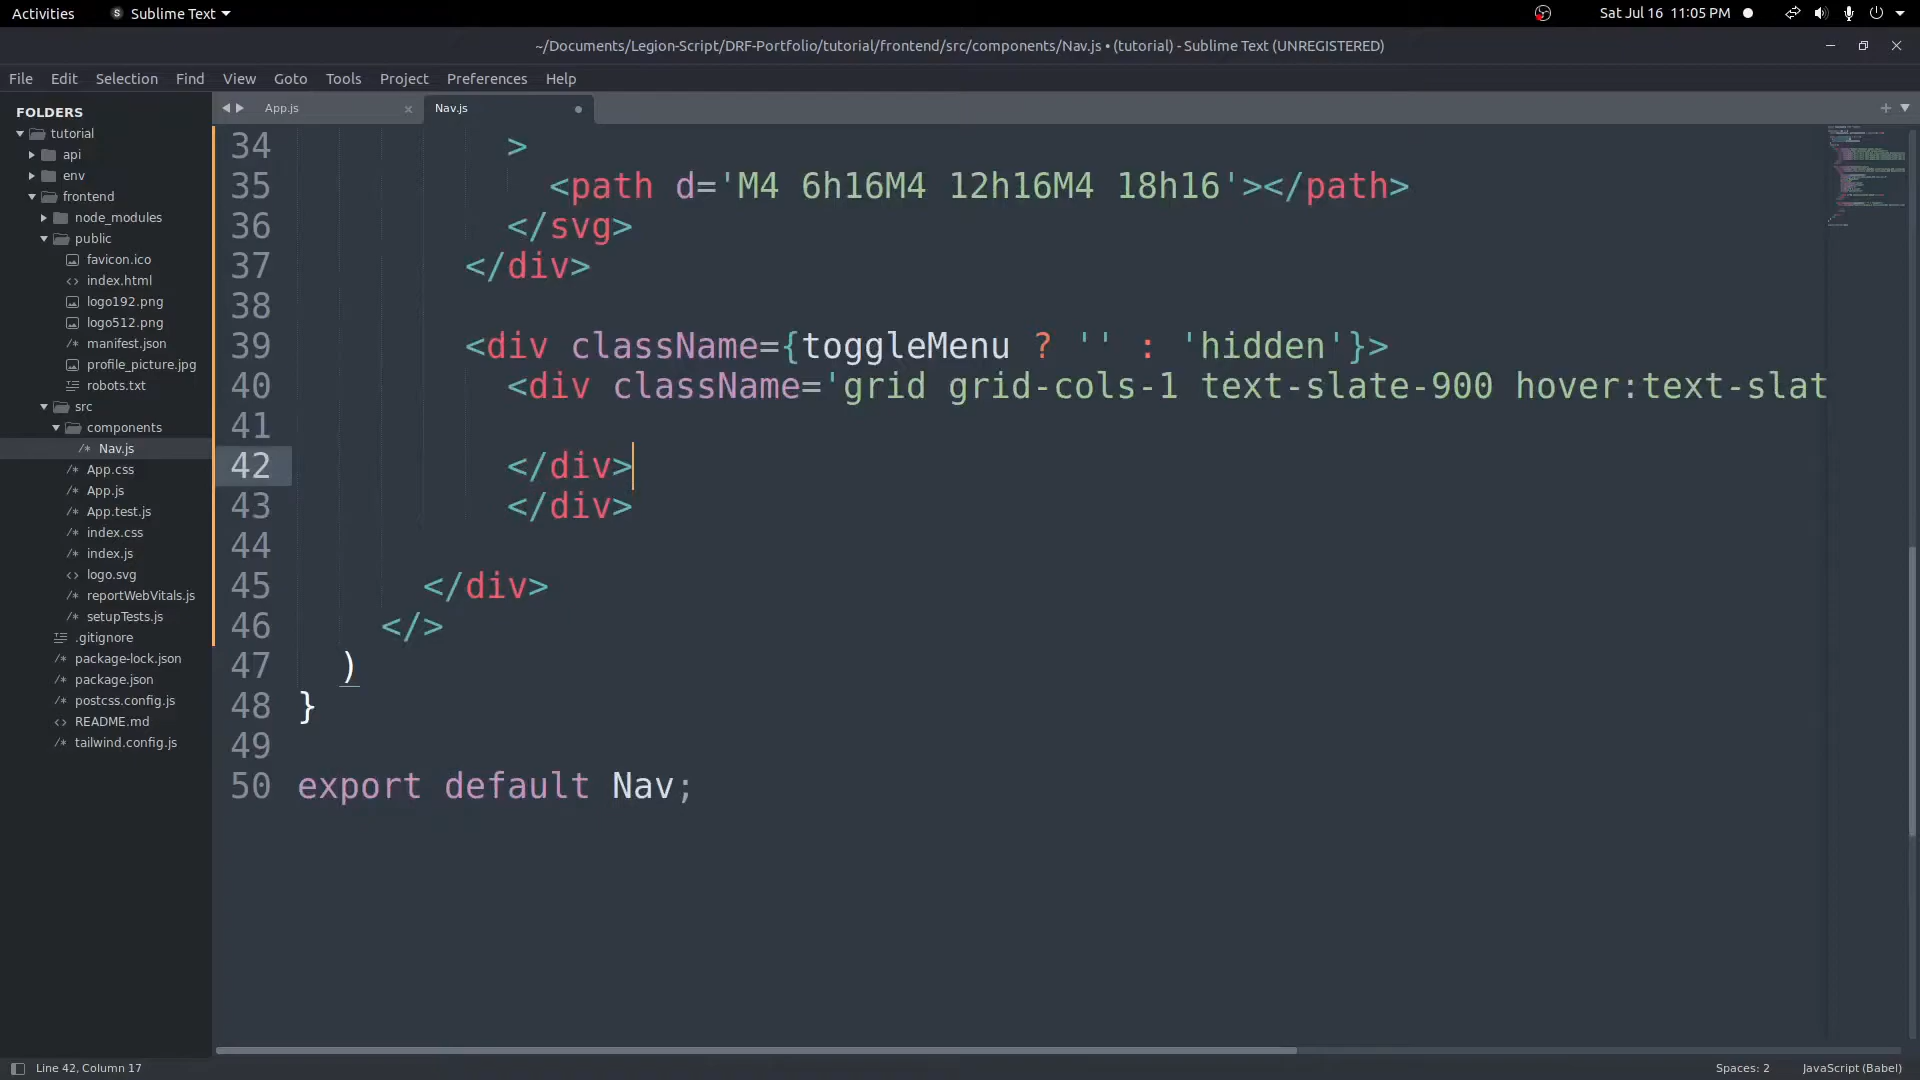 Activities Sublime Text Sat Jul 16 11:05 PM
~/Documents/Legion-Script/DRF-Portfolio/tutorial/frontend/src/components/Nav.js • (tutorial) - Sublime Text (UNREGISTERED)
File Edit Selection Find View Goto Tools Project Preferences Help
FOLDERS
tutorial
api
env
frontend
node_modules
public
favicon.ico
index.html
logo192.png
logo512.png
manifest.json
profile_picture.jpg
robots.txt
src
components
Nav.js
App.css
App.js
App.test.js
index.css
index.js
logo.svg
reportWebVitals.js
setupTests.js
.gitignore
package-lock.json
package.json
postcss.config.js
README.md
tailwind.config.js
App.js Nav.js
34 >
35 <path d='M4 6h16M4 12h16M4 18h16'></path>
36 </svg>
37 </div>
38
39 <div className={toggleMenu ? '' : 'hidden'}>
40 <div className='grid grid-cols-1 text-slate-900 hover:text-slat
41
42 </div>
43 </div>
44
45 </div>
46 </>
47 )
48 }
49
50 export default Nav;
Line 42, Column 17 Spaces: 2 JavaScript (Babel)